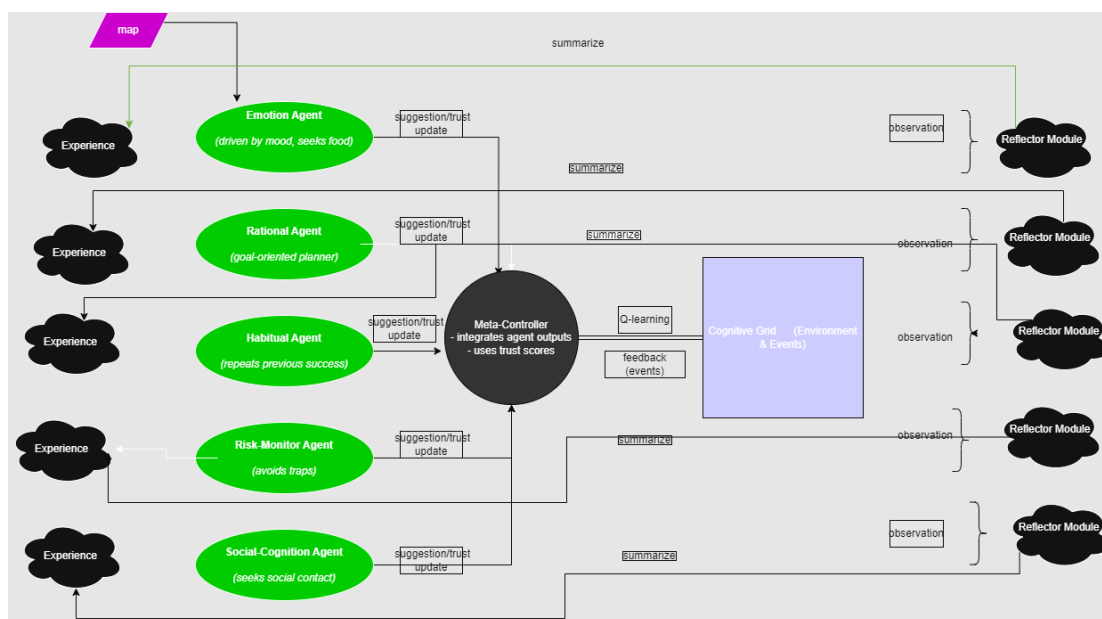 map
summarize
Emotion Agent
(driven by mood, seeks food)
suggestion/trust
update
observation
Experience
Reflector Module
summarize
Rational Agent
(goal-oriented planner)
suggestion/trust
update
summarize
observation
Experience
Reflector Module
Habitual Agent
(repeats previous success)
suggestion/trust
update
Meta-Controller
- integrates agent outputs
- uses trust scores
Q-learning
feedback
(events)
Cognitive Grid (Environment
& Events)
observation
Experience
Reflector Module
Risk-Monitor Agent
(avoids traps)
suggestion/trust
update
summarize
observation
Experience
Reflector Module
Social-Cognition Agent
(seeks social contact)
suggestion/trust
update
summarize
observation
Experience
Reflector Module